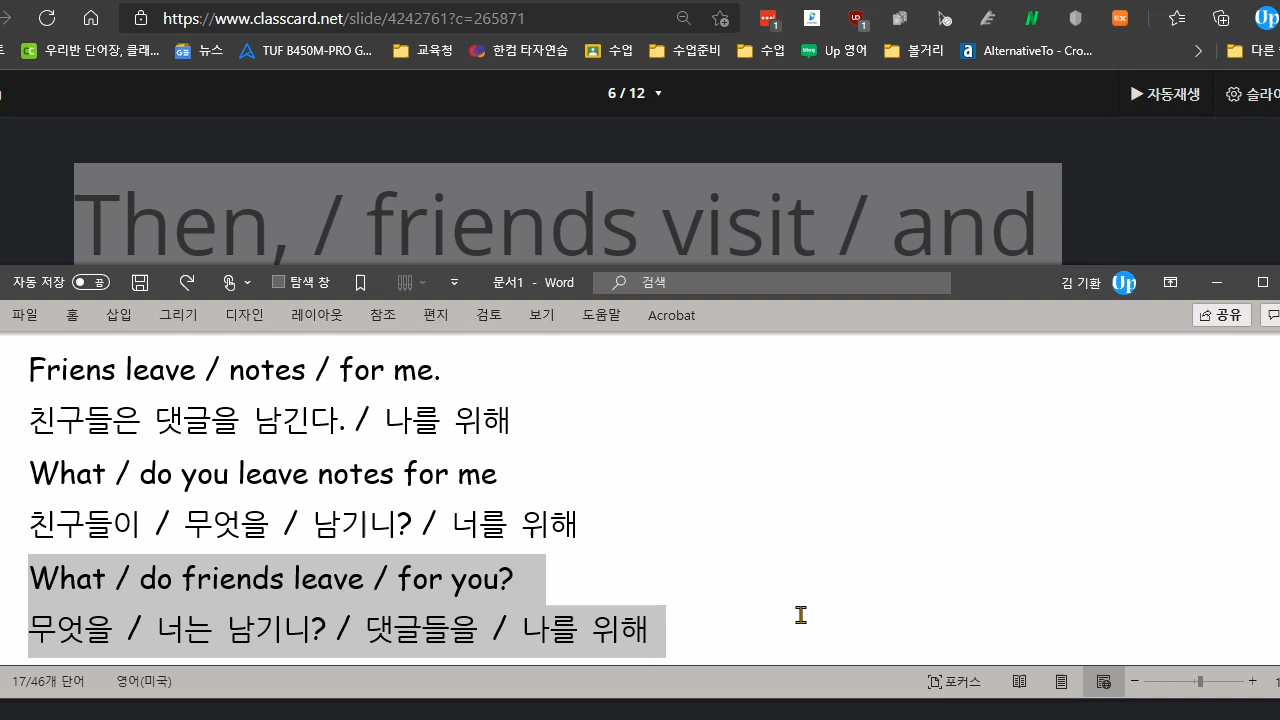 https://www.classcard.net/slide/4242761?c=265871
1
1
Up
CC 우리반 단어장, 클래...
GE 뉴스
TUF B450M-PRO G...
교육청
한컴 타자연습
수업
수업준비
수업
Up 영어
볼거리
a AlternativeTo - Cro...
다른
6 / 12
자동재생
슬라이
Then, / friends visit / and
자동 저장
끔
탐색 창
문서1 - Word
검색
김 기환
Up
파일
홈
삽입
그리기
디자인
레이아웃
참조
편지
검토
보기
도움말
Acrobat
공유
Friens leave / notes / for me.
친구들은 댓글을 남긴다. / 나를 위해
What / do you leave notes for me
친구들이 / 무엇을 / 남기니? / 너를 위해
What / do friends leave / for you?
무엇을 / 너는 남기니? / 댓글들을 / 나를 위해
17/46개 단어
영어(미국)
포커스